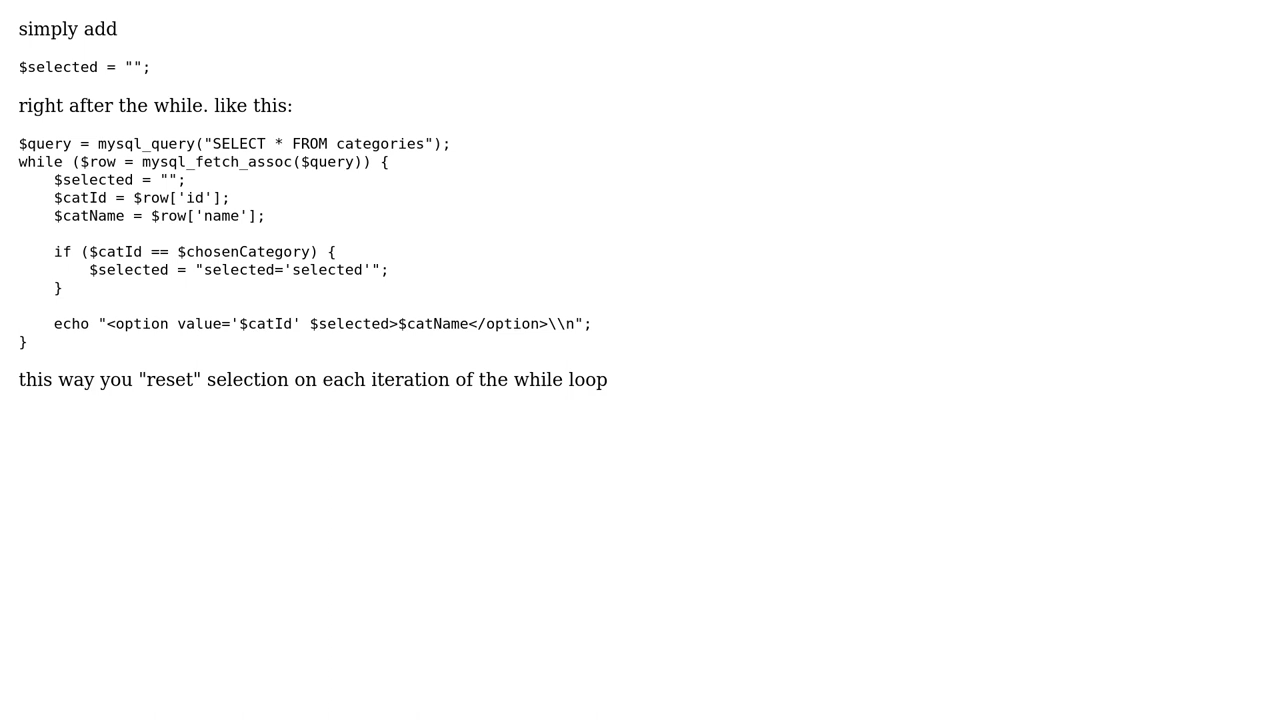 simply add
$selected = "";
right after the while. like this:
$query = mysql_query("SELECT * FROM categories");
while ($row = mysql_fetch_assoc($query)) {
    $selected = "";
    $catId = $row['id'];
    $catName = $row['name'];

    if ($catId == $chosenCategory) {
        $selected = "selected='selected'";
    }

    echo "<option value='$catId' $selected>$catName</option>\\n";
}
this way you "reset" selection on each iteration of the while loop